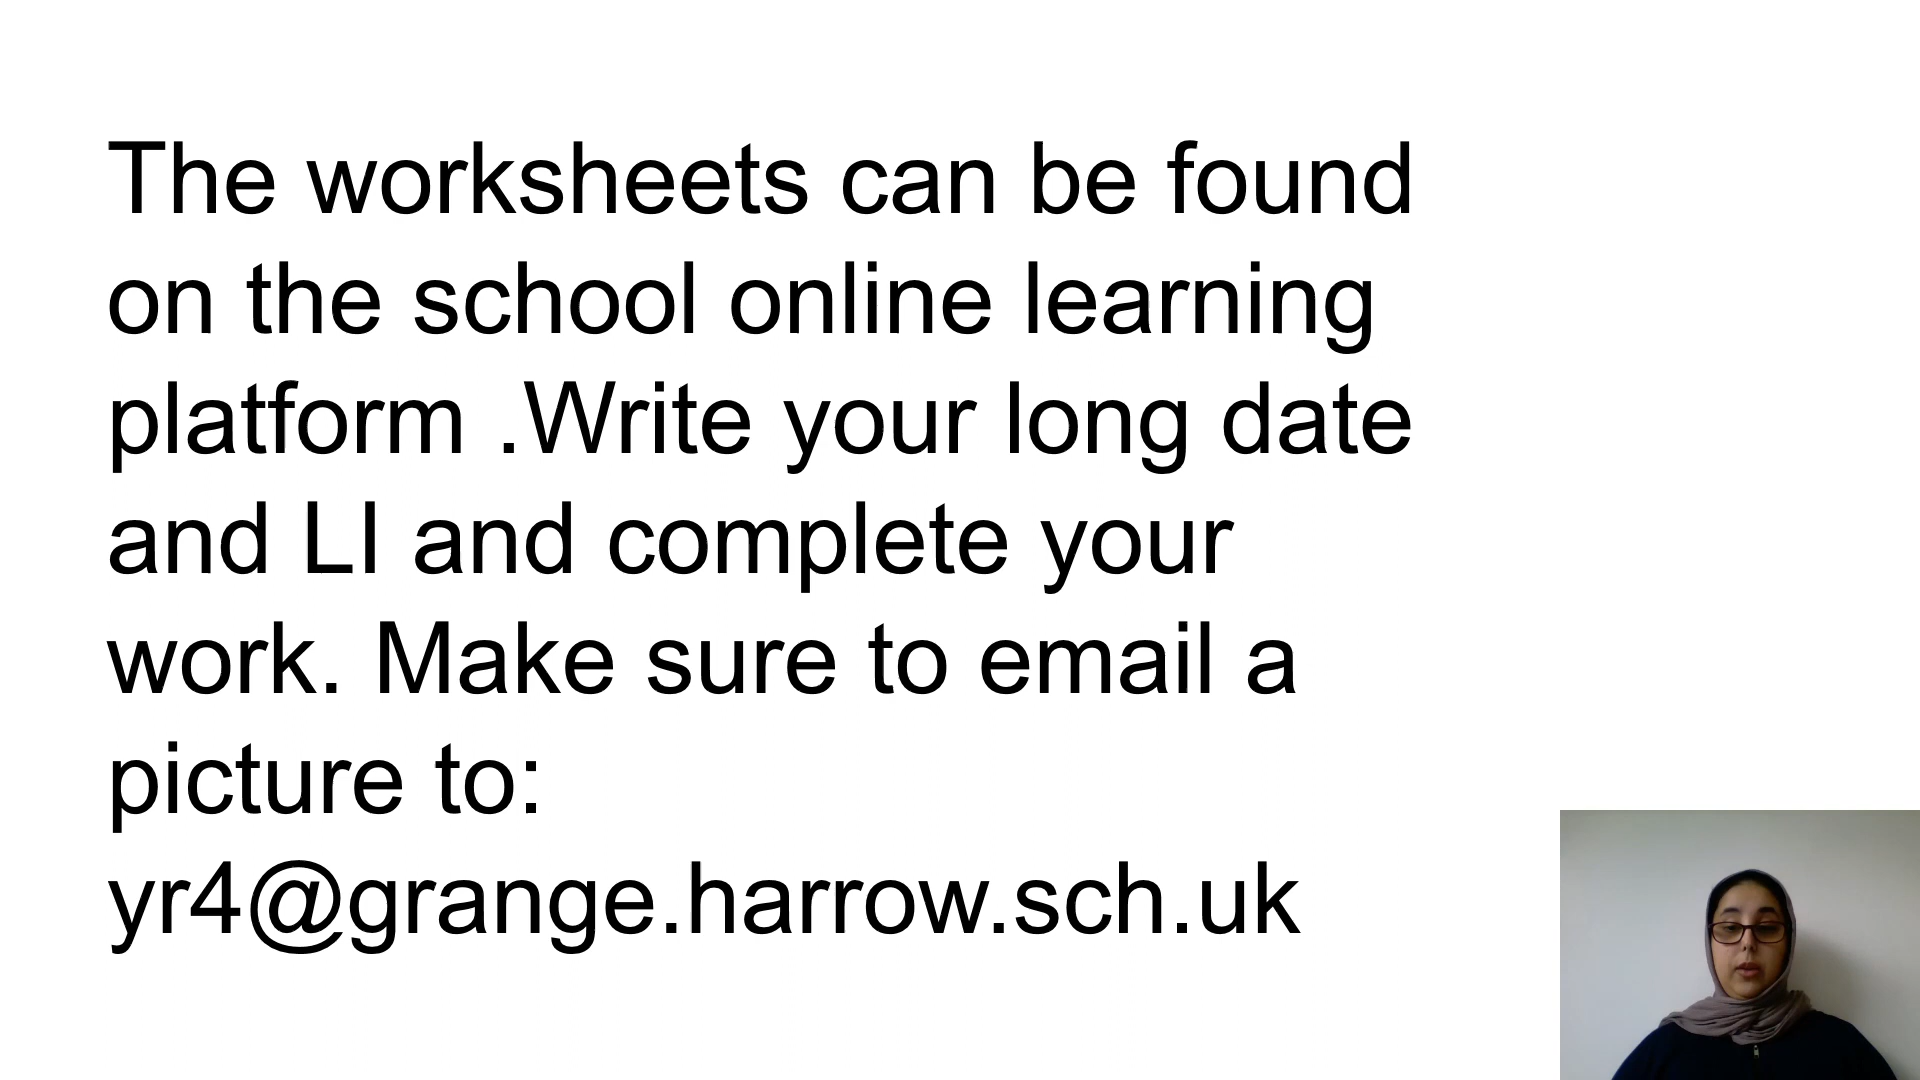 The worksheets can be found
on the school online learning
platform .Write your long date
and LI and complete your
work. Make sure to email a
picture to:
yr4@grange.harrow.sch.uk